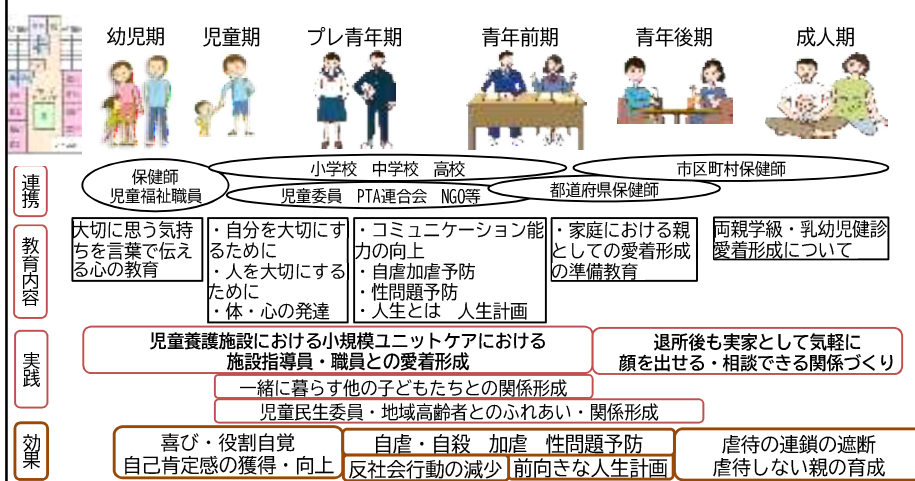 幼児期
児童期
プレ青年期
青年前期
青年後期
成人期
連携
保健師
児童福祉職員
小学校　中学校　高校
児童委員　PTA連合会　NGO等
都道府県保健師
市区町村保健師
教育内容
大切に思う気持
ちを言葉で伝え
る心の教育
・自分を大切にす
るために
・人を大切にする
ために
・体・心の発達
・コミュニケーション能
力の向上
・自虐加虐予防
・性問題予防
・人生とは　人生計画
・家庭における親
としての愛着形成
の準備教育
両親学級・乳幼児健診
愛着形成について
実践
児童養護施設における小規模ユニットケアにおける
施設指導員・職員との愛着形成
退所後も実家として気軽に
顔を出せる・相談できる関係づくり
一緒に暮らす他の子どもたちとの関係形成
児童民生委員・地域高齢者とのふれあい・関係形成
効果
喜び・役割自覚
自己肯定感の獲得・向上
自虐・自殺　加虐　性問題予防
反社会行動の減少
前向きな人生計画
虐待の連鎖の遮断
虐待しない親の育成